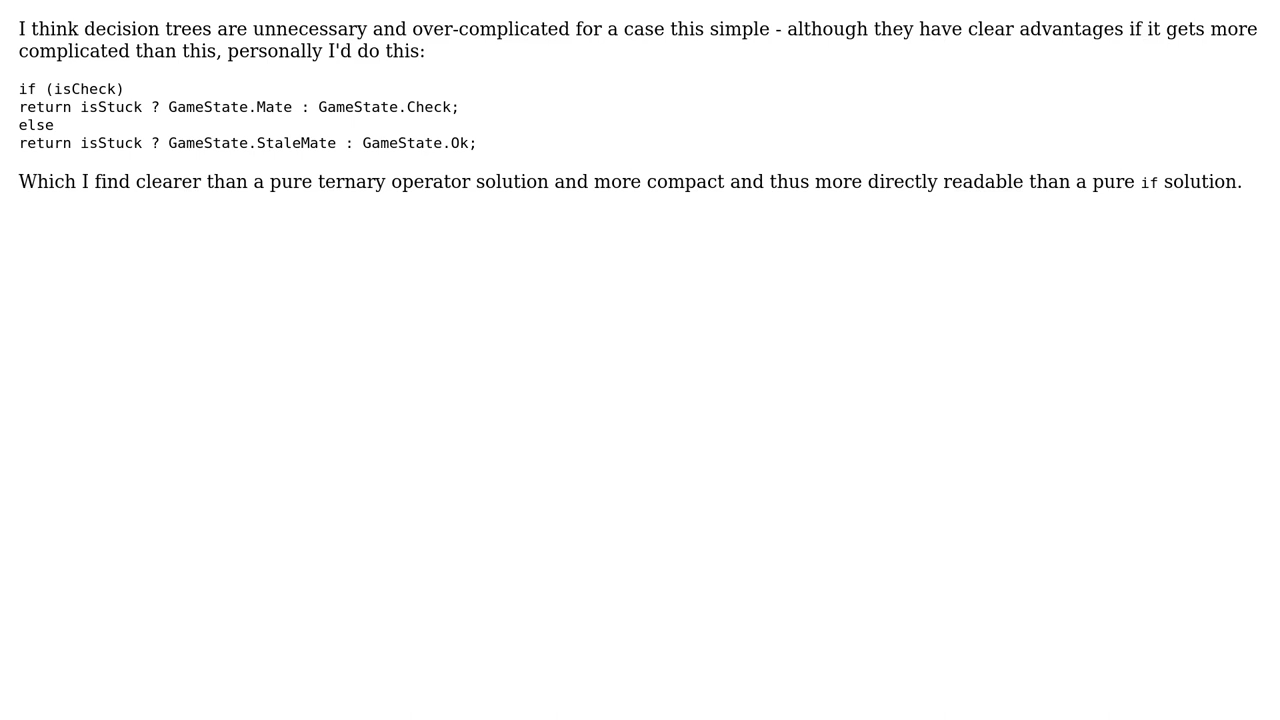 I think decision trees are unnecessary and over-complicated for a case this simple - although they have clear advantages if it gets more
complicated than this, personally I'd do this:
if (isCheck)
return isStuck ? GameState.Mate : GameState.Check;
else
return isStuck ? GameState.StaleMate : GameState.Ok;
Which I find clearer than a pure ternary operator solution and more compact and thus more directly readable than a pure if solution.